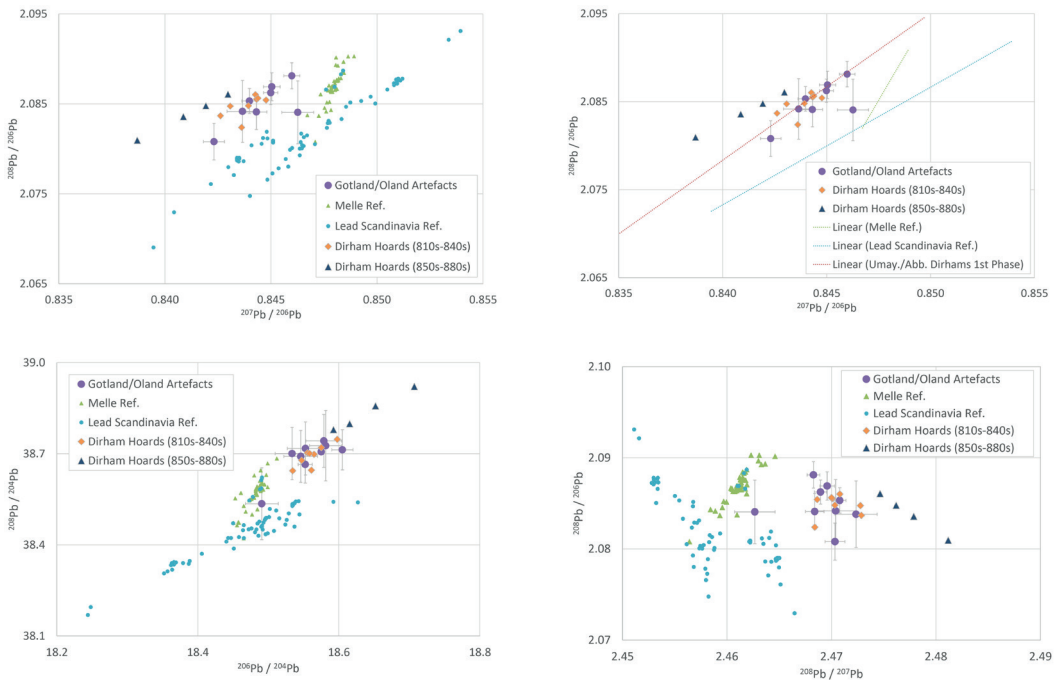 2.095
2.085
2.075
2.065
0.835
0.840
0.845
0.850
0.855
208Pb / 206Pb
207Pb / 206Pb
Gotland/Oland Artefacts
Melle Ref.
Lead Scandinavia Ref.
Dirham Hoards (810s-840s)
Dirham Hoards (850s-880s)
2.095
2.085
2.075
2.065
0.835
0.840
0.845
0.850
0.855
208Pb / 206Pb
207Pb / 206Pb
Gotland/Oland Artefacts
Dirham Hoards (810s-840s)
Dirham Hoards (850s-880s)
Linear (Melle Ref.)
Linear (Lead Scandinavia Ref.)
Linear (Umay./Abb. Dirhams 1st Phase)
39.0
38.7
38.4
38.1
18.2
18.4
18.6
18.8
208Pb / 204Pb
206Pb / 204Pb
Gotland/Oland Artefacts
Melle Ref.
Lead Scandinavia Ref.
Dirham Hoards (810s-840s)
Dirham Hoards (850s-880s)
2.10
2.09
2.08
2.07
2.45
2.46
2.47
2.48
2.49
208Pb / 206Pb
208Pb / 207Pb
Gotland/Oland Artefacts
Melle Ref.
Lead Scandinavia Ref.
Dirham Hoards (810s-840s)
Dirham Hoards (850s-880s)